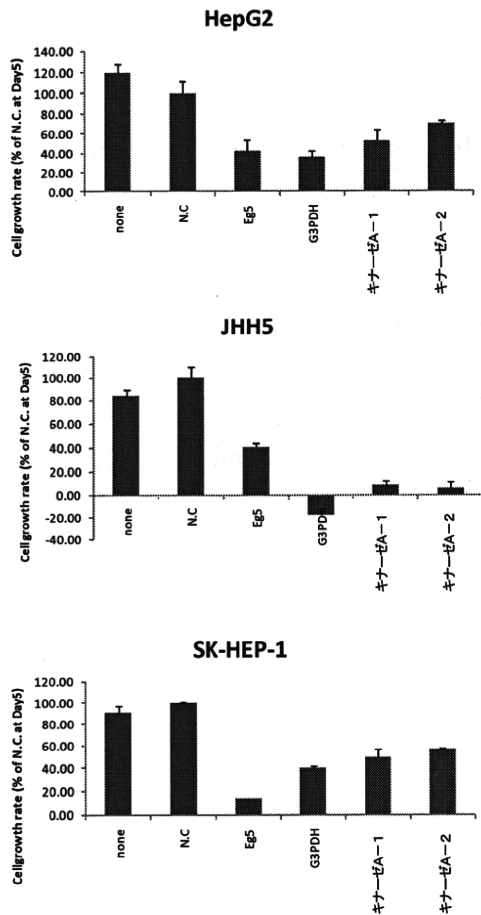 HepG2
Cell growth rate (% of N.C. at Day5)
140.00
120.00
100.00
80.00
60.00
40.00
20.00
0.00
none
N.C
Eg5
G3PDH
キナーゼA-1
キナーゼA-2
JHH5
Cell growth rate (% of N.C. at Day5)
120.00
100.00
80.00
60.00
40.00
20.00
0.00
-20.00
-40.00
none
N.C
Eg5
G3PD
キナーゼA-1
キナーゼA-2
SK-HEP-1
Cell growth rate (% of N.C. at Day5)
120.00
100.00
80.00
60.00
40.00
20.00
0.00
none
N.C
Eg5
G3PDH
キナーゼA-1
キナーゼA-2